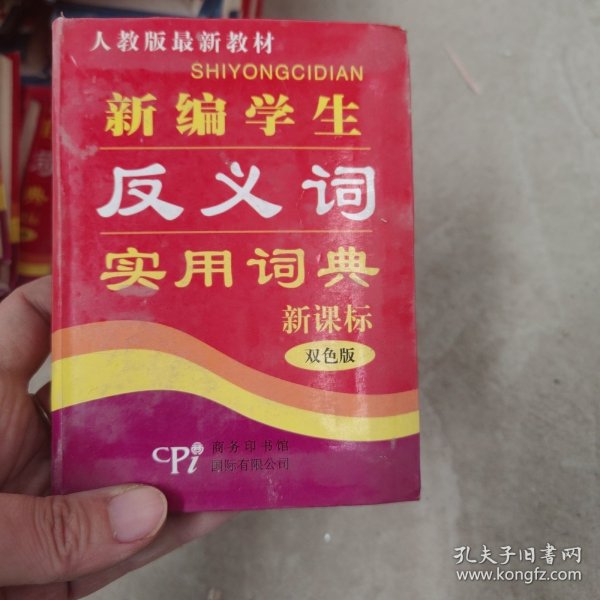 人教版最新教材
SHIYONGCIDIAN
新编学生
反义词
实用词典
新课标
双色版
CPi
商务印书馆
国际有限公司
典
孔夫子旧书网
www.kongfz.com